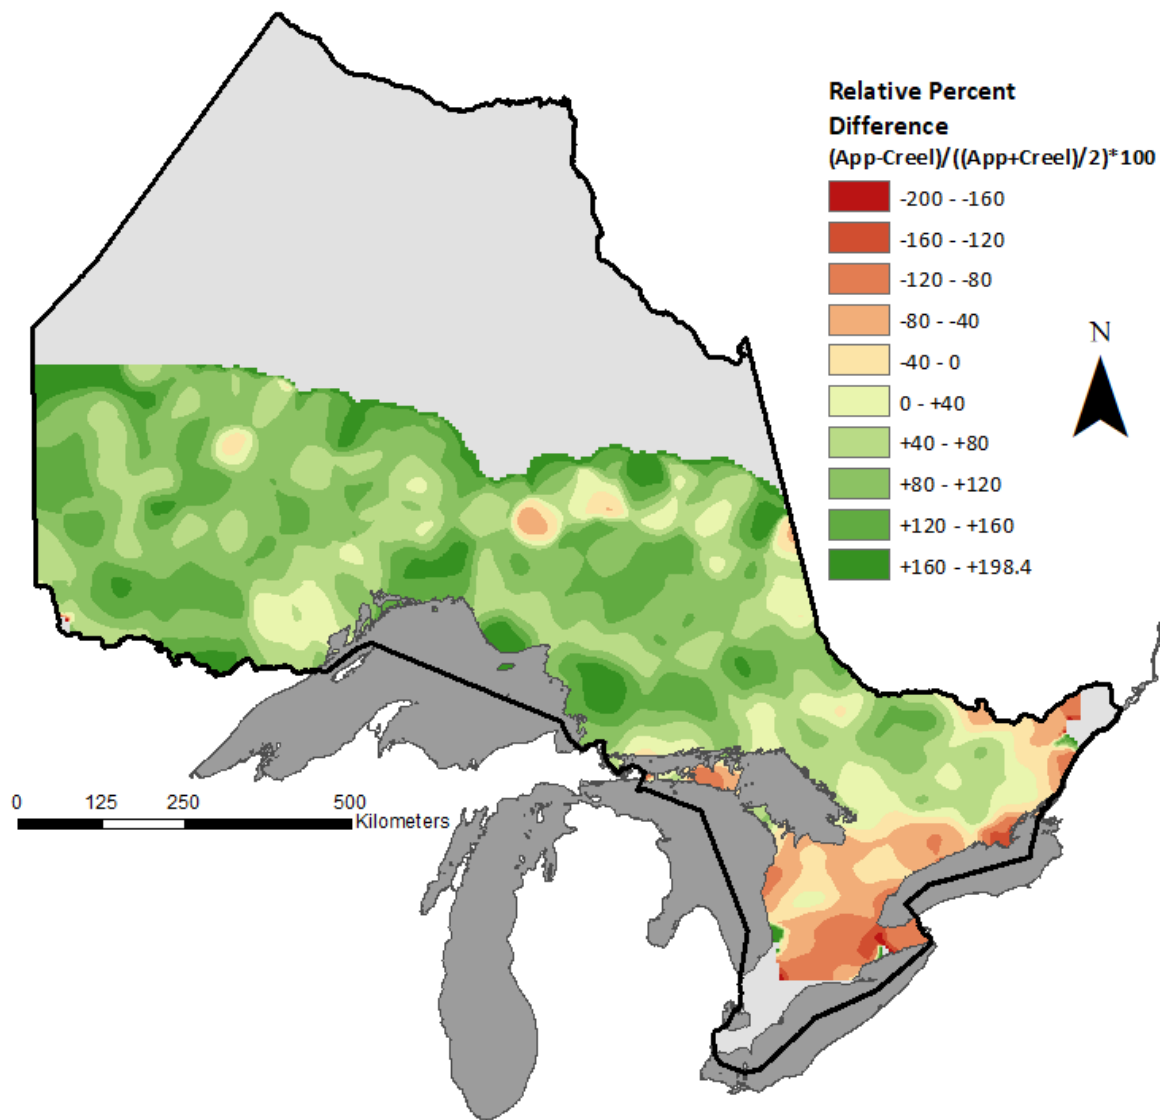 Relative Percent
Difference
(App-Creel)/((App+Creel)/2)*100
-200 - -160
-160 - -120
-120 - -80
-80 - -40
-40 - 0
0 - +40
+40 - +80
+80 - +120
+120 - +160
+160 - +198.4
N
0 125 250 500
Kilometers